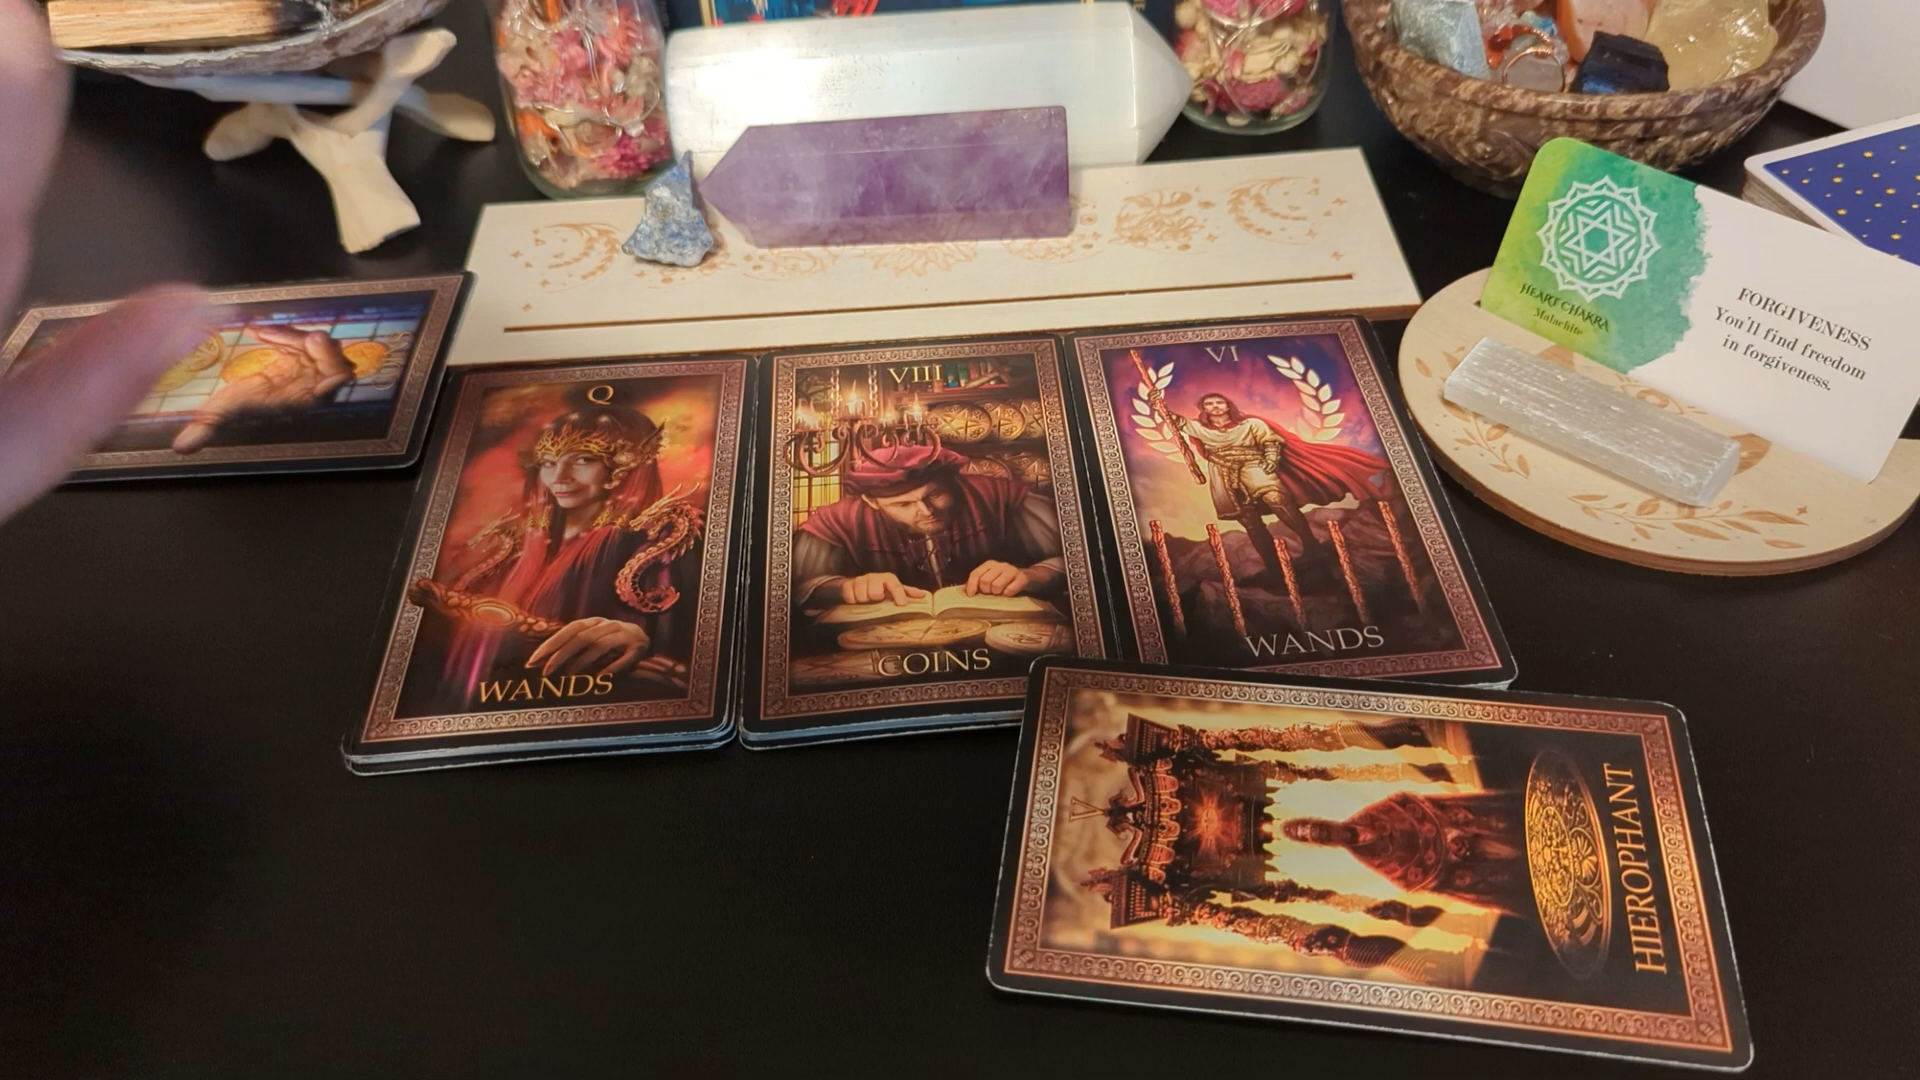 Q
WANDS
VIII
COINS
VI
WANDS
V
HIEROPHANT
HEART CHAKRA
Malachite
FORGIVENESS
You'll find freedom
in forgiveness.